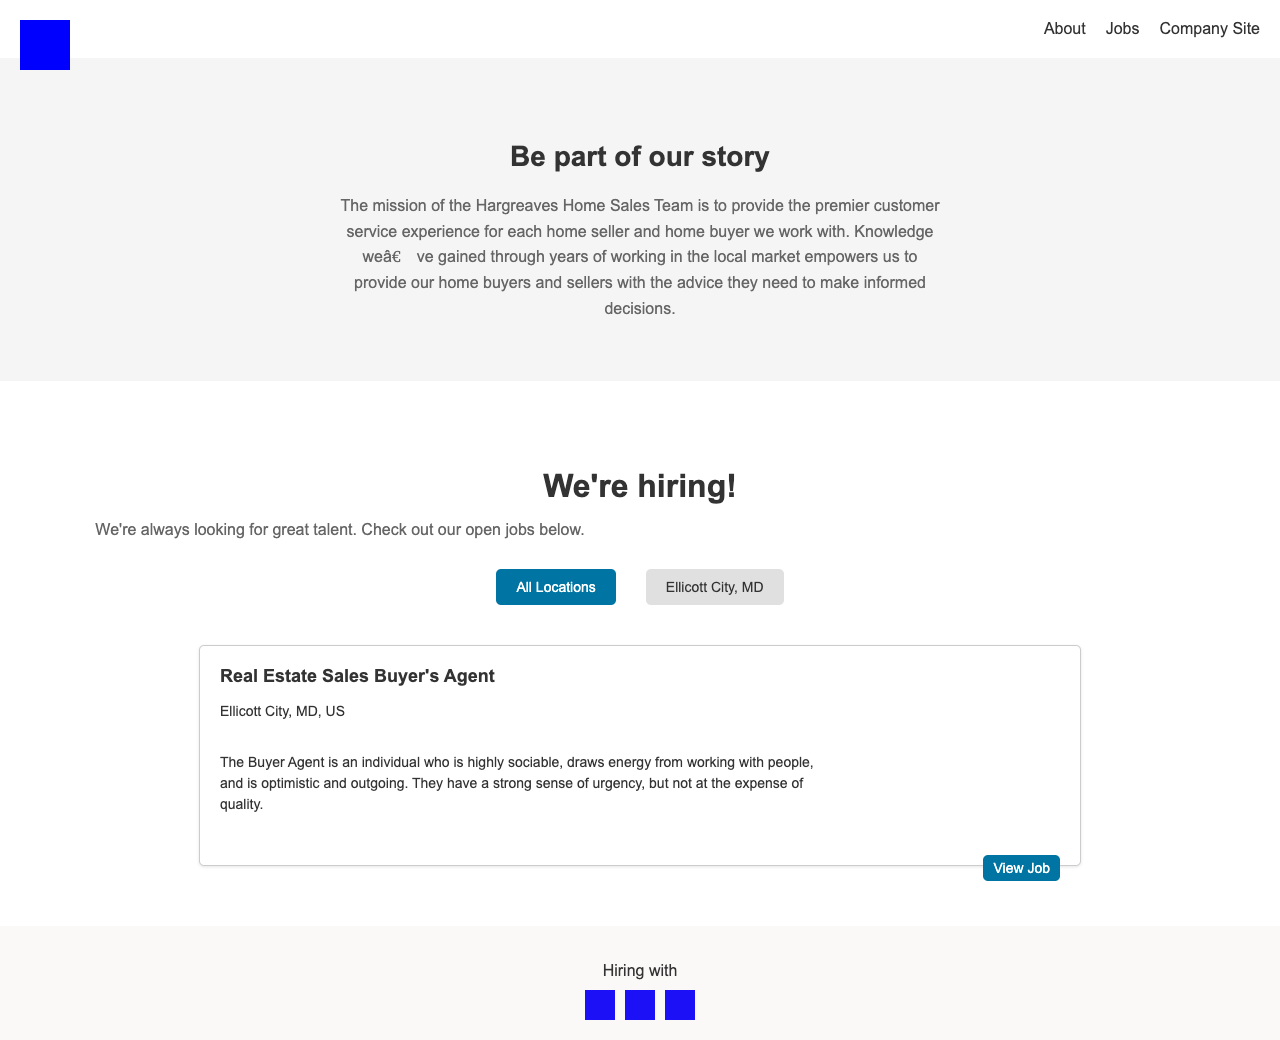 About Jobs Company Site
Be part of our story
The mission of the Hargreaves Home Sales Team is to provide the premier customer
service experience for each home seller and home buyer we work with. Knowledge
weâ€ ve gained through years of working in the local market empowers us to
provide our home buyers and sellers with the advice they need to make informed
decisions.
We're hiring!
We're always looking for great talent. Check out our open jobs below.
All Locations Ellicott City, MD
Real Estate Sales Buyer's Agent
Ellicott City, MD, US
The Buyer Agent is an individual who is highly sociable, draws energy from working with people,
and is optimistic and outgoing. They have a strong sense of urgency, but not at the expense of
quality.
View Job
Hiring with